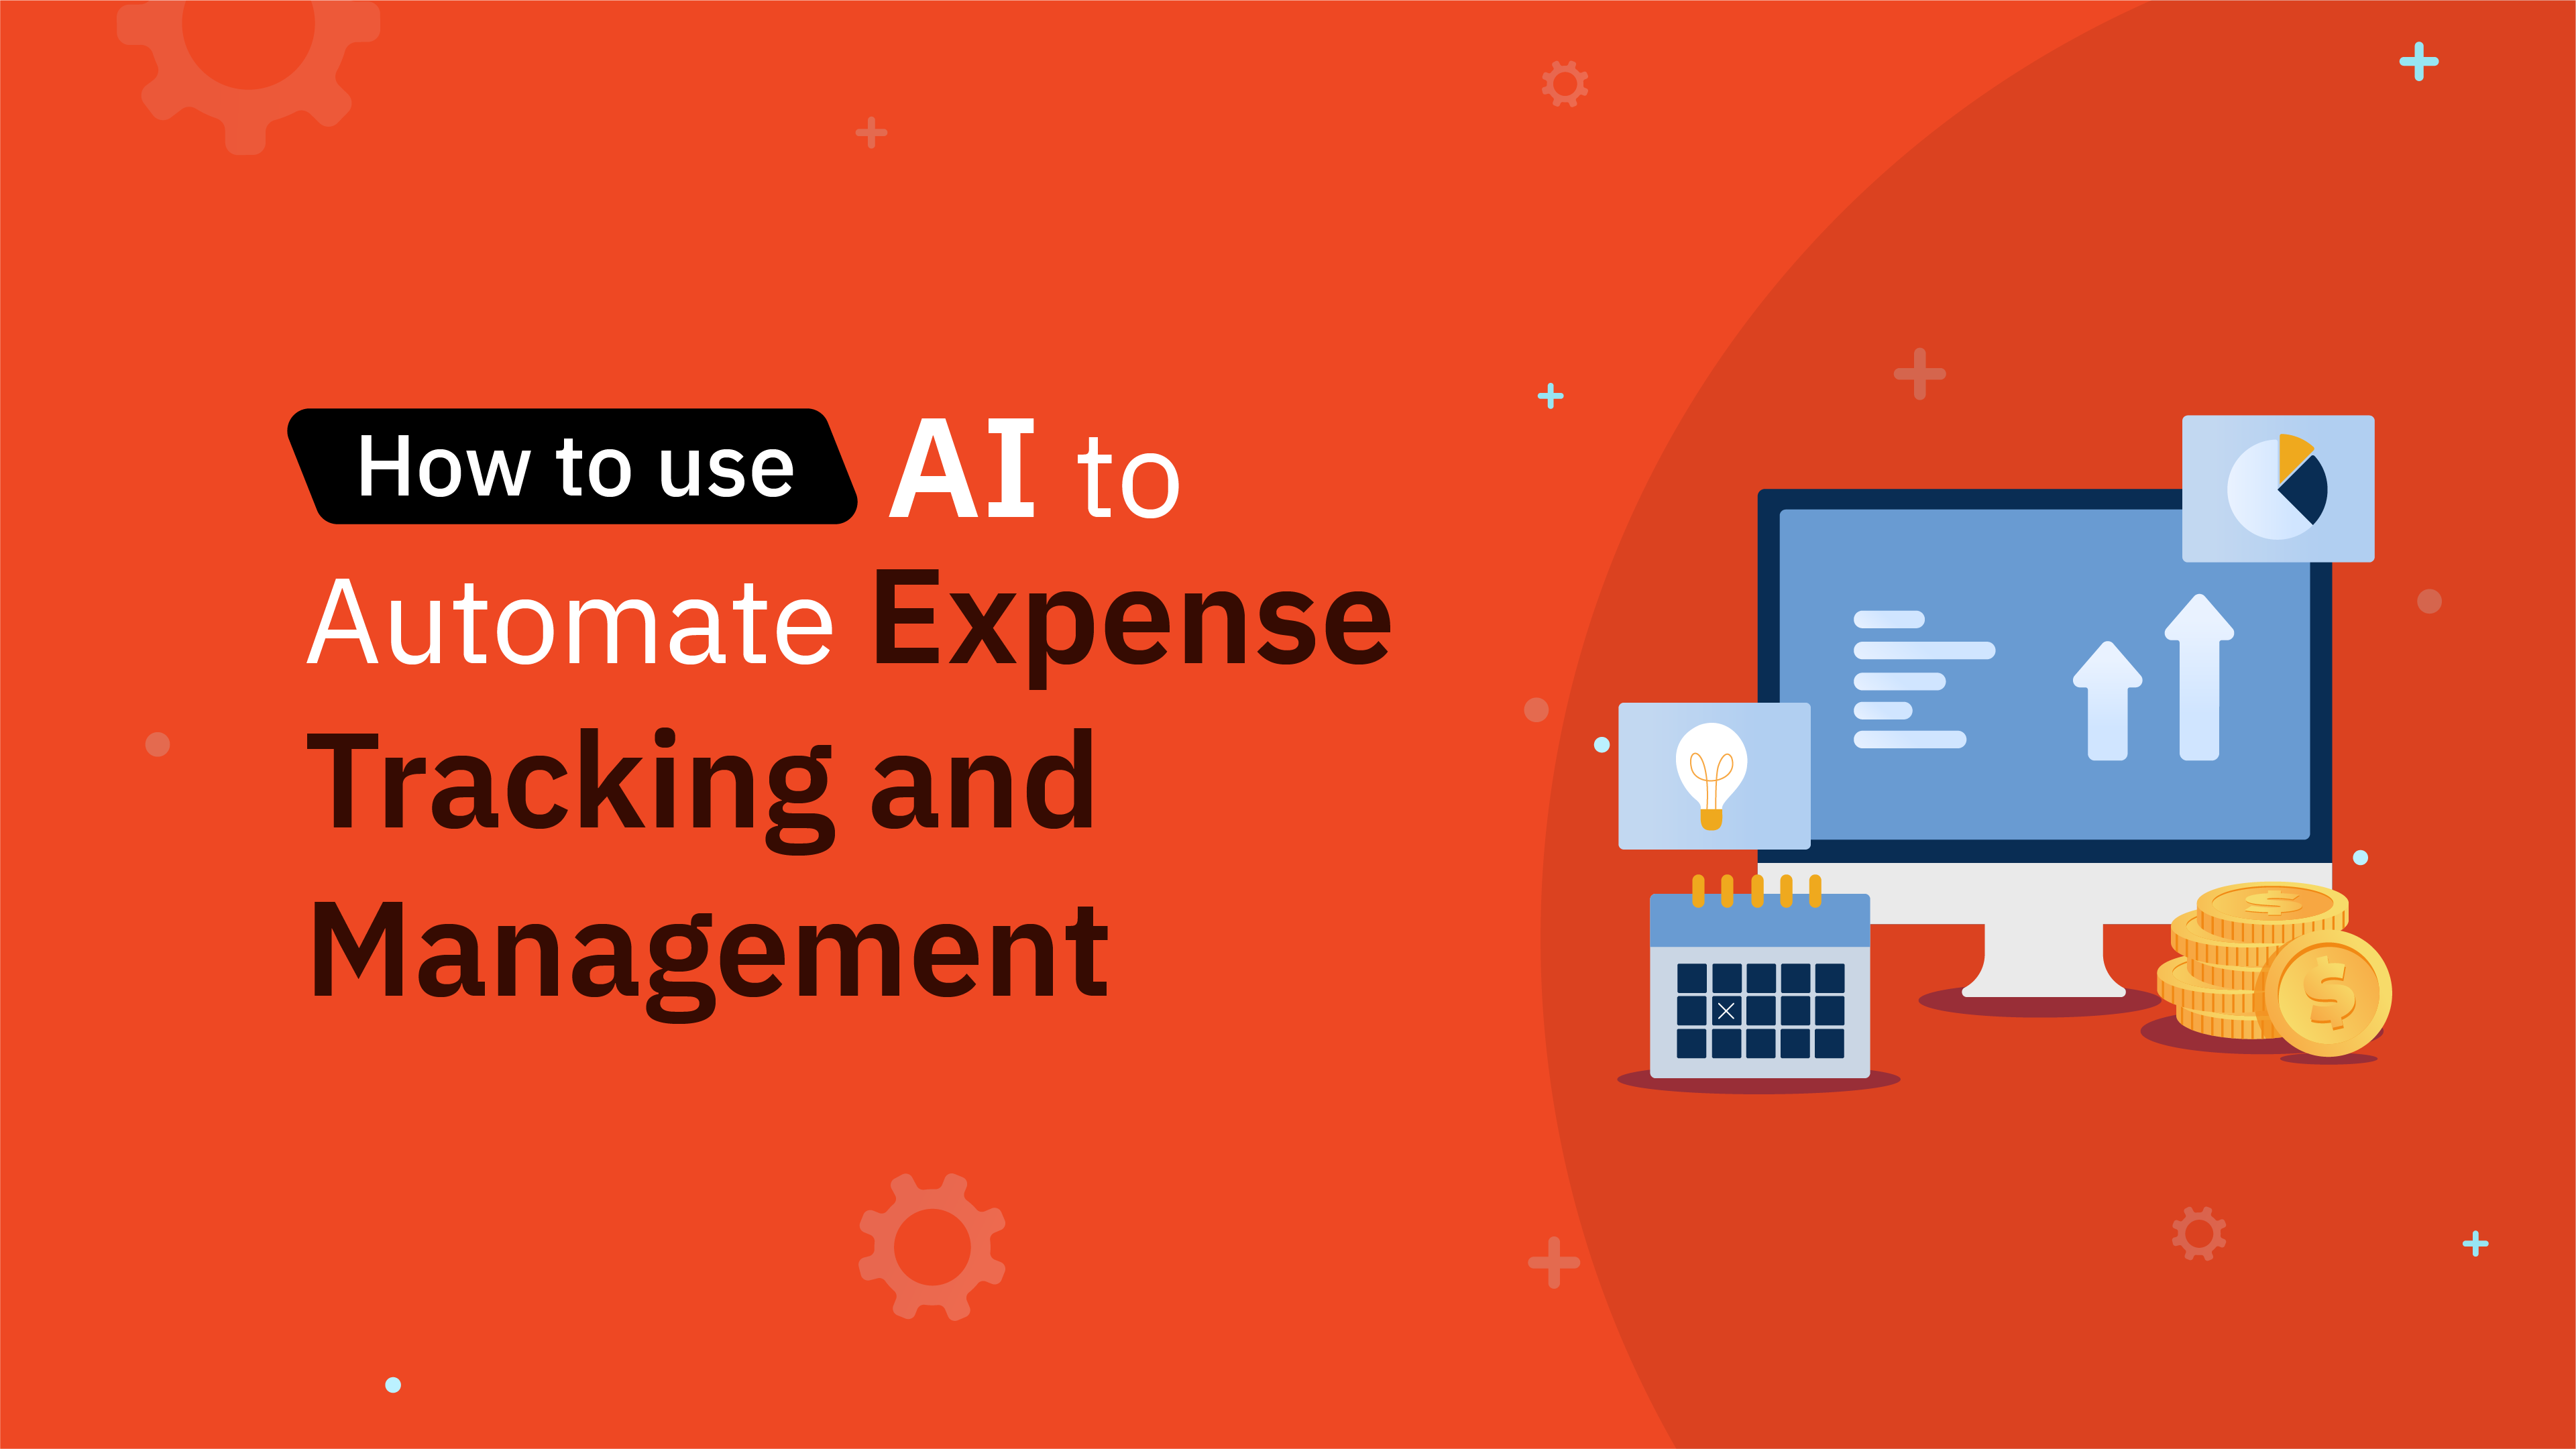 How to use AI to
Automate Expense
Tracking and
Management
$
$